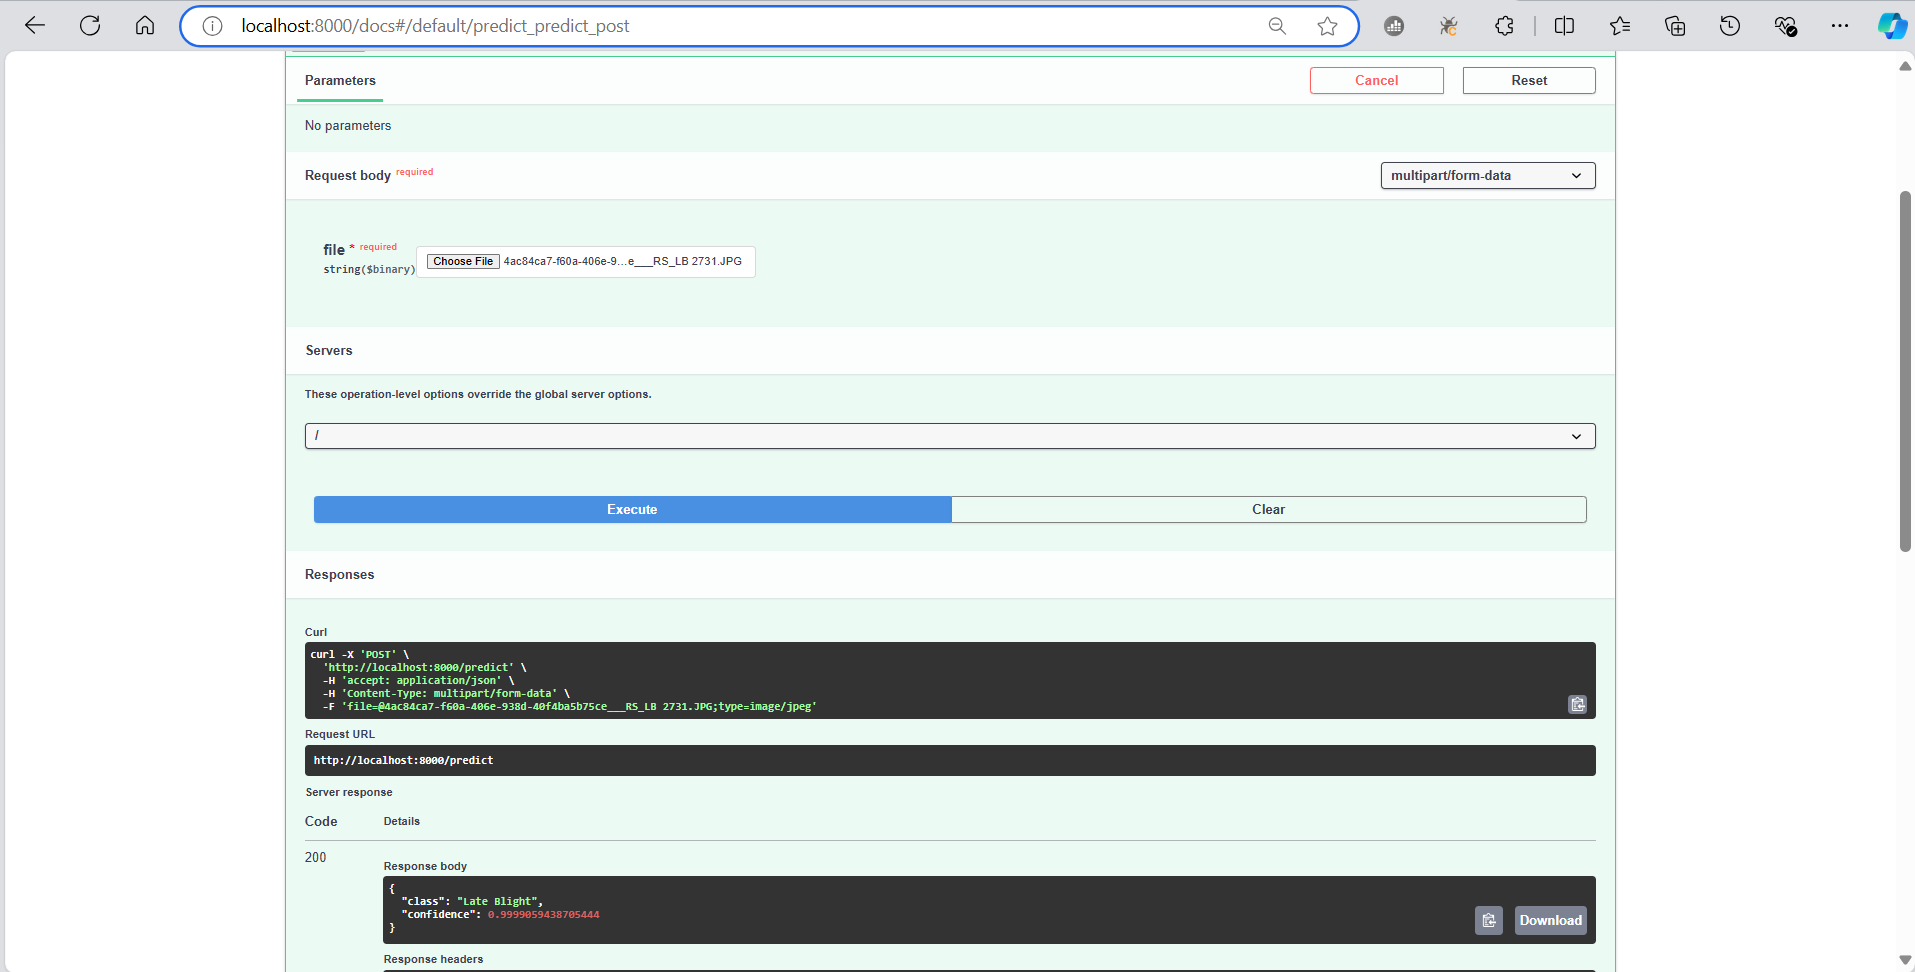 localhost:8000/docs#/default/predict_predict_post
Parameters
Cancel
Reset
No parameters
Request body required
multipart/form-data
file * required
string($binary)
Choose File 4ac84ca7-f60a-406e-9...e___RS_LB 2731.JPG
Servers
These operation-level options override the global server options.
/
Execute
Clear
Responses
Curl
curl -X 'POST' \
'http://localhost:8000/predict' \
-H 'accept: application/json' \
-H 'Content-Type: multipart/form-data' \
-F 'file=@4ac84ca7-f60a-406e-938d-40f4ba5b75ce___RS_LB 2731.JPG;type=image/jpeg'
Request URL
http://localhost:8000/predict
Server response
Code Details
200
Response body
{
"class": "Late Blight",
"confidence": 0.9999059438705444
}
Download
Response headers